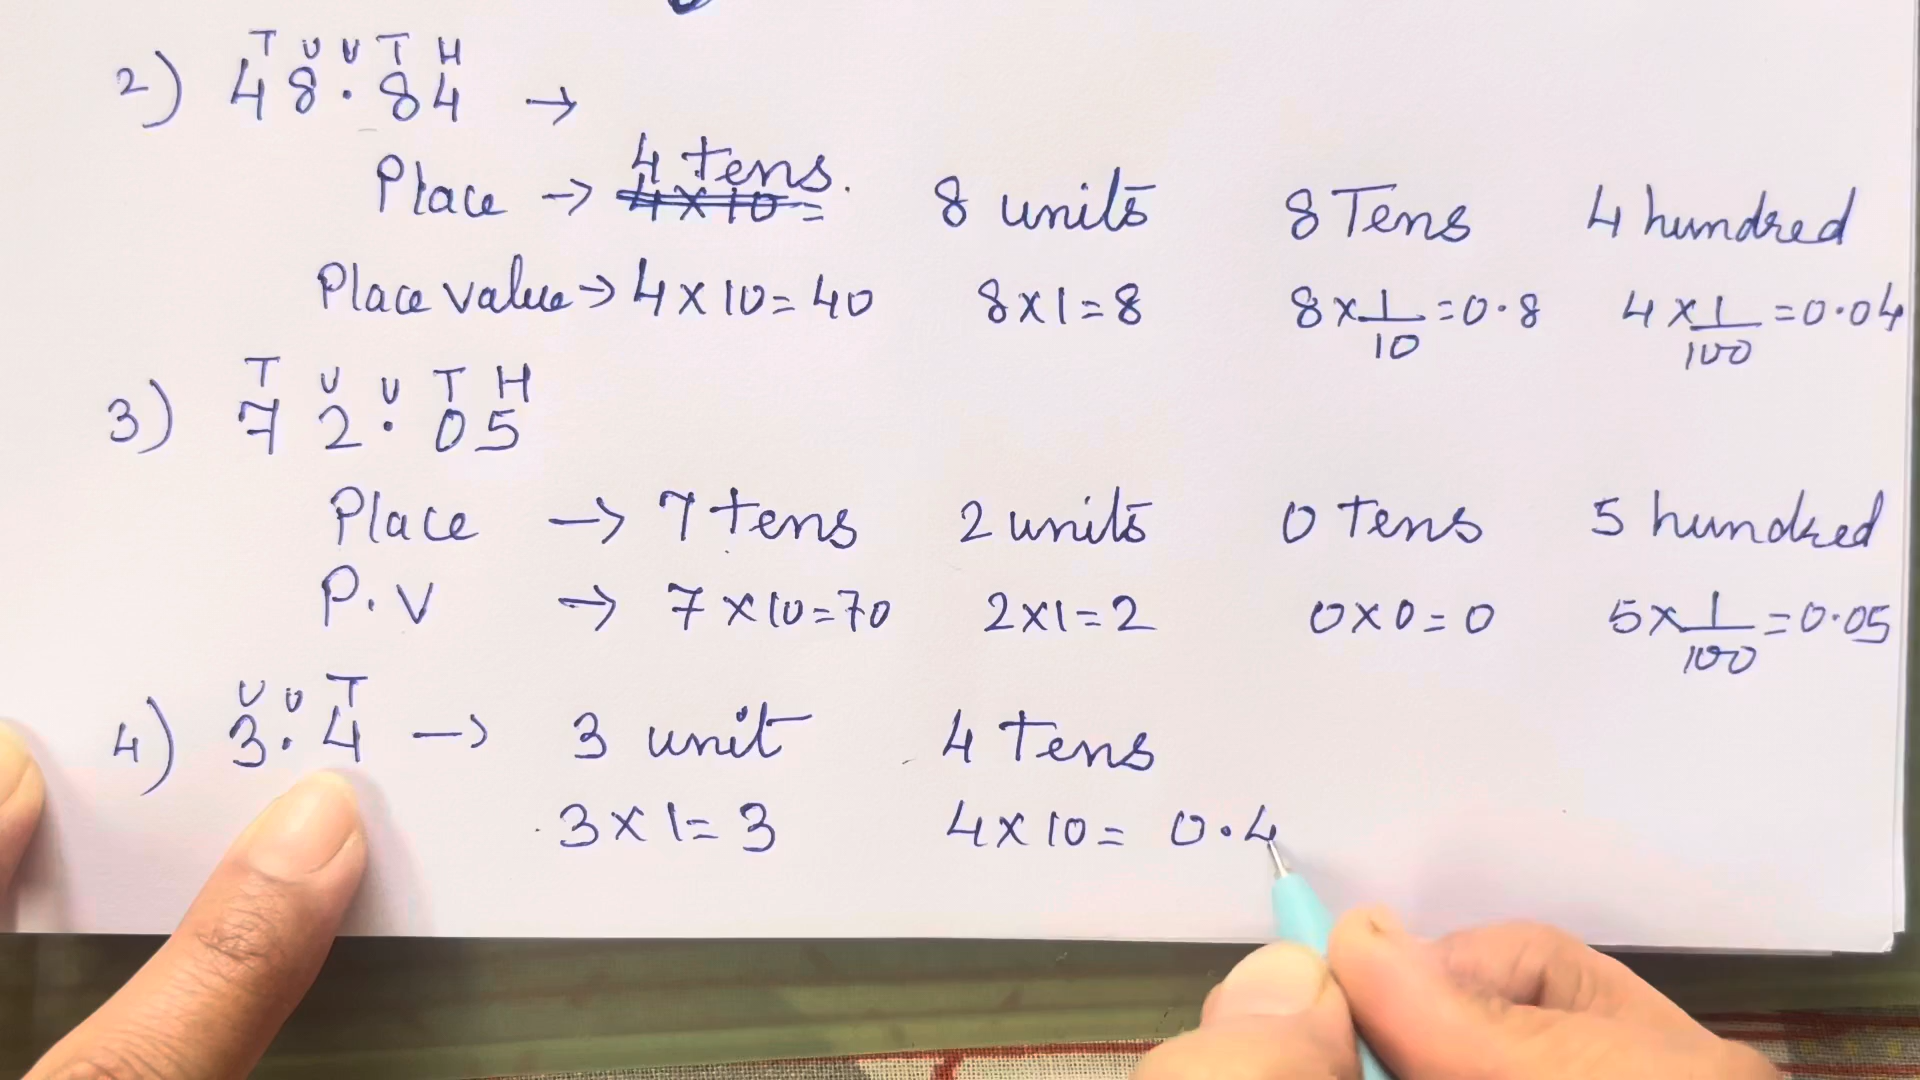 T U U T H
2) 48.84 →
Place → 4 tens. 8 units 8 Tens 4 hundred
4×10=
Place value → 4×10=40 8×1=8 8×1/10=0.8 4×1/100=0.04
T U U T H
3) 72.05
Place → 7 tens 2 units 0 tens 5 hundred
P.V → 7×10=70 2×1=2 0×0=0 5×1/100=0.05
U U T
4) 3.4 → 3 unit 4 Tens
3×1=3 4×10= 0.4